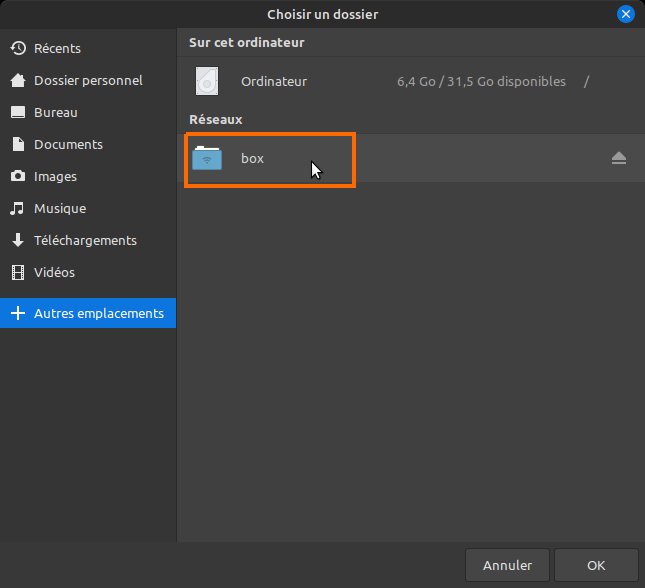 Choisir un dossier
Récents
Dossier personnel
Bureau
Documents
Images
Musique
Téléchargements
Vidéos
Autres emplacements
Sur cet ordinateur
Ordinateur 6,4 Go / 31,5 Go disponibles /
Réseaux
box
Annuler OK